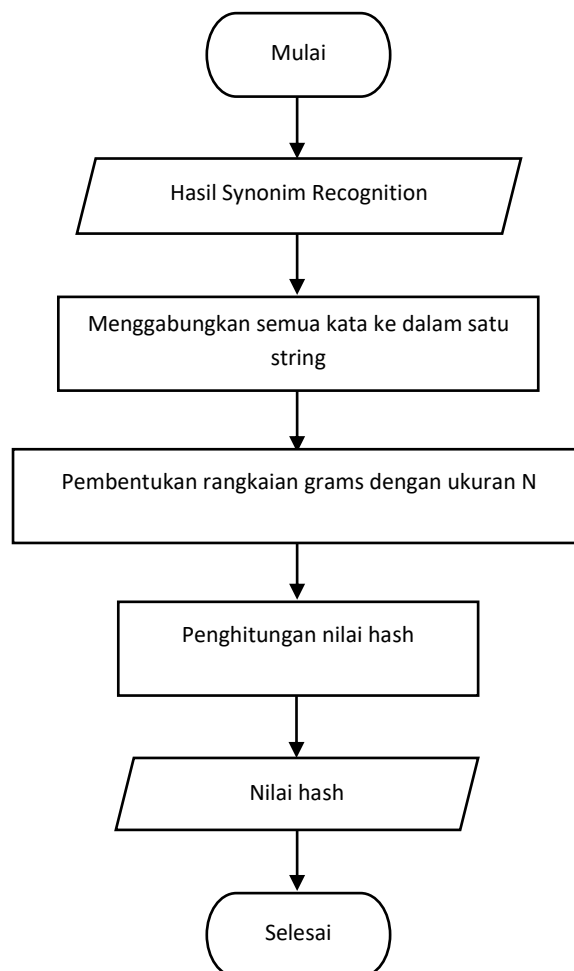 Mulai
Hasil Synonim Recognition
Menggabungkan semua kata ke dalam satu
string
Pembentukan rangkaian grams dengan ukuran N
Penghitungan nilai hash
Nilai hash
Selesai